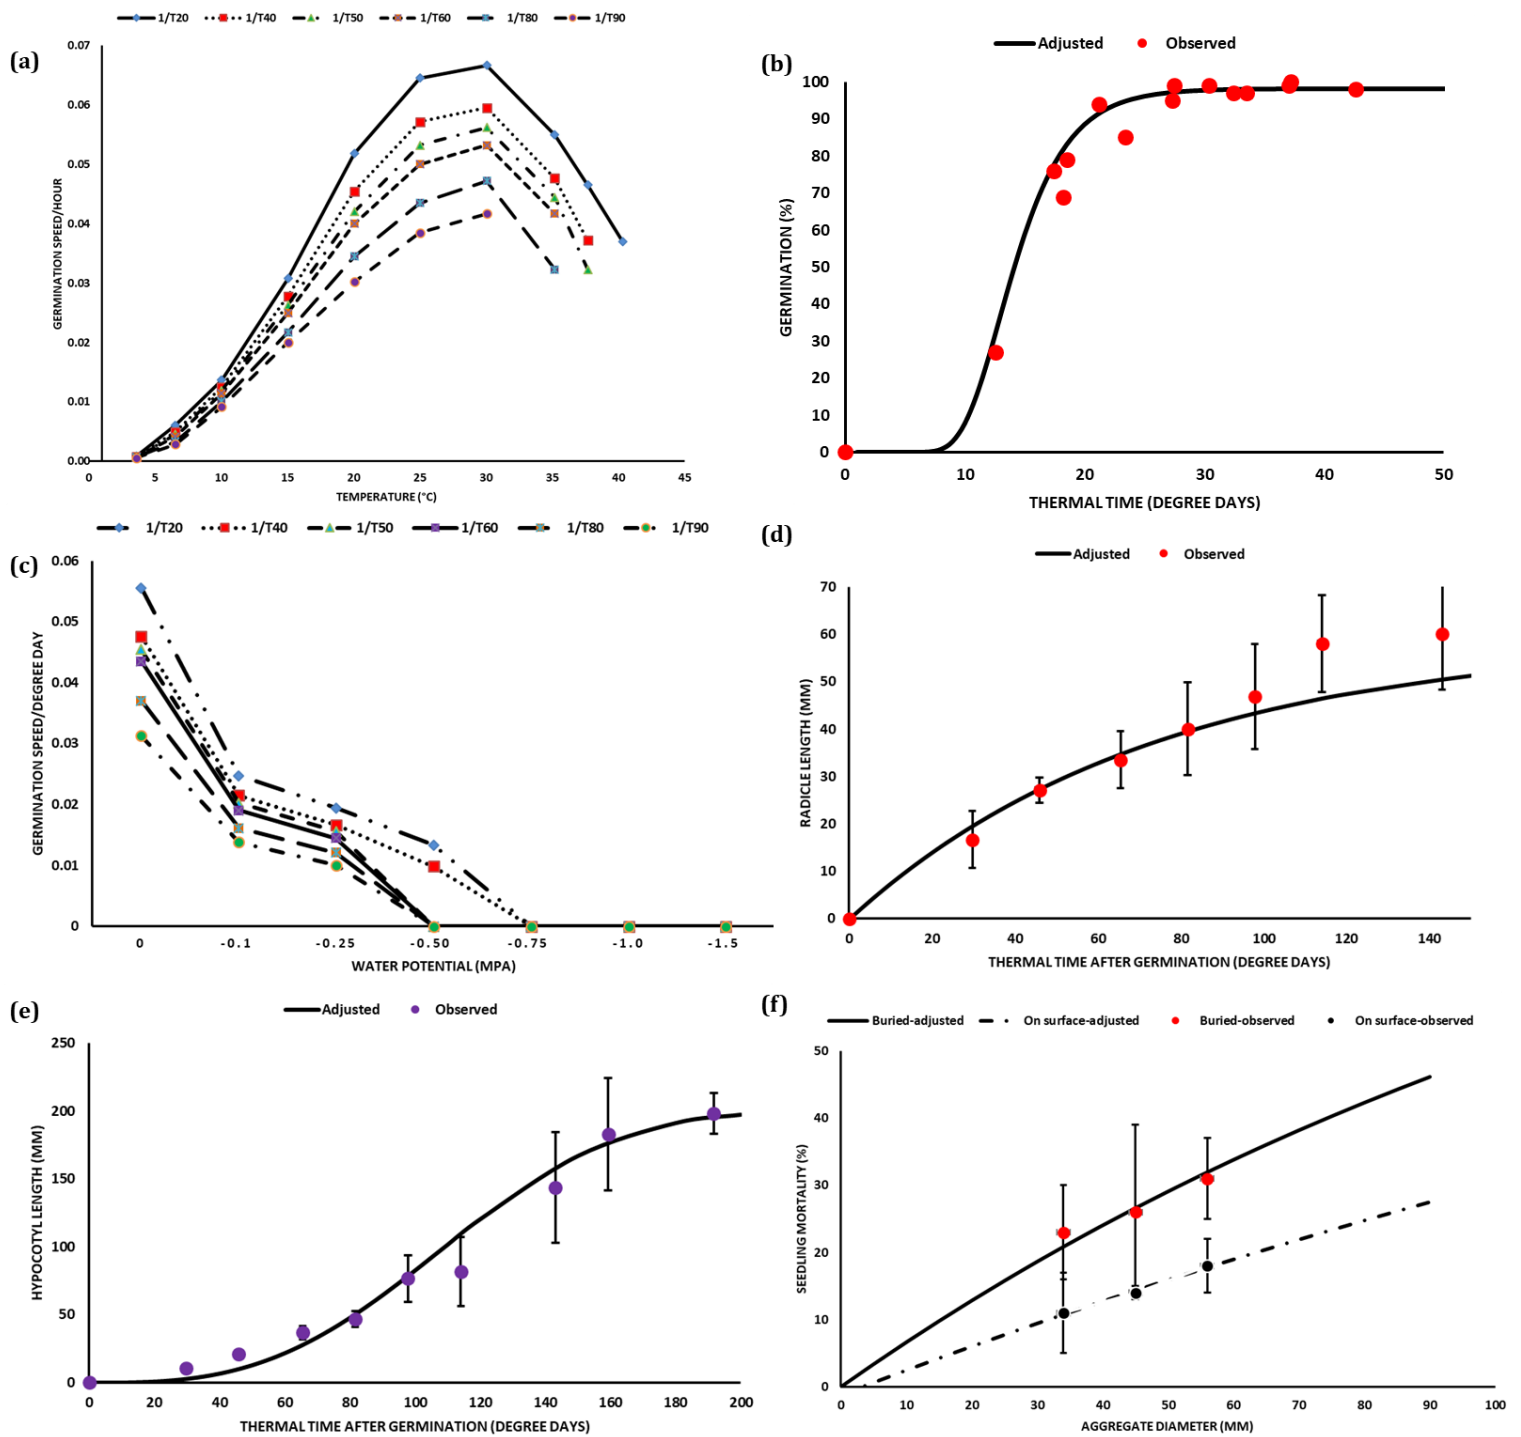 (a)
1/T20 1/T40 1/T50 1/T60 1/T80 1/T90
GERMINATION SPEED/HOUR
0.07
0.06
0.05
0.04
0.03
0.02
0.01
0.00
0 5 10 15 20 25 30 35 40 45
TEMPERATURE (°C)
(b)
Adjusted Observed
GERMINATION (%)
100
90
80
70
60
50
40
30
20
10
0
0 10 20 30 40 50
THERMAL TIME (DEGREE DAYS)
(c)
1/T20 1/T40 1/T50 1/T60 1/T80 1/T90
GERMINATION SPEED/DEGREE DAY
0.06
0.05
0.04
0.03
0.02
0.01
0
0 -0.1 -0.25 -0.50 -0.75 -1.0 -1.5
WATER POTENTIAL (MPA)
(d)
Adjusted Observed
RADICLE LENGTH (MM)
70
60
50
40
30
20
10
0
0 20 40 60 80 100 120 140
THERMAL TIME AFTER GERMINATION (DEGREE DAYS)
(e)
Adjusted Observed
HYPOCOTYL LENGTH (MM)
250
200
150
100
50
0
0 20 40 60 80 100 120 140 160 180 200
THERMAL TIME AFTER GERMINATION (DEGREE DAYS)
(f)
Buried-adjusted On surface-adjusted Buried-observed On surface-observed
SEEDLING MORTALITY (%)
50
40
30
20
10
0
0 10 20 30 40 50 60 70 80 90 100
AGGREGATE DIAMETER (MM)